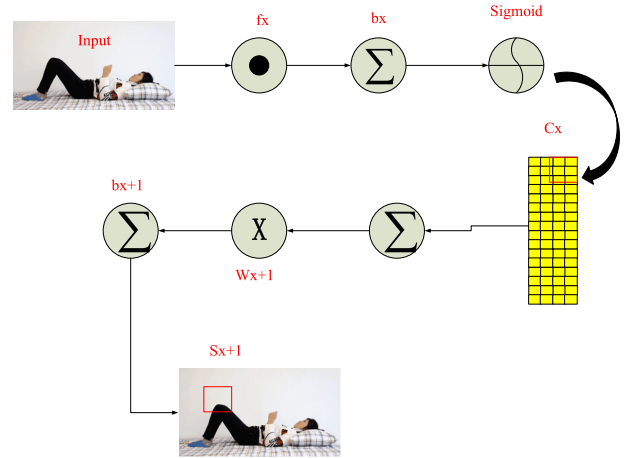 Input
fx
bx
Sigmoid
Σ
Cx
bx+1
Σ
X
Σ
Wx+1
Sx+1